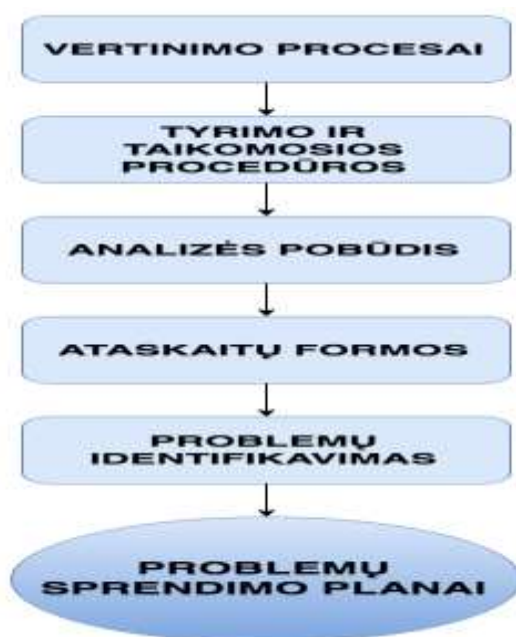 VERTINIMO PROCESAI
TYRIMO IR
TAIKOMOSIOS
PROCEDŪROS
ANALIZĖS POBŪDIS
ATASKAITŲ FORMOS
PROBLEMŲ
IDENTIFIKAVIMAS
PROBLEMŲ
SPRENDIMO PLANAI